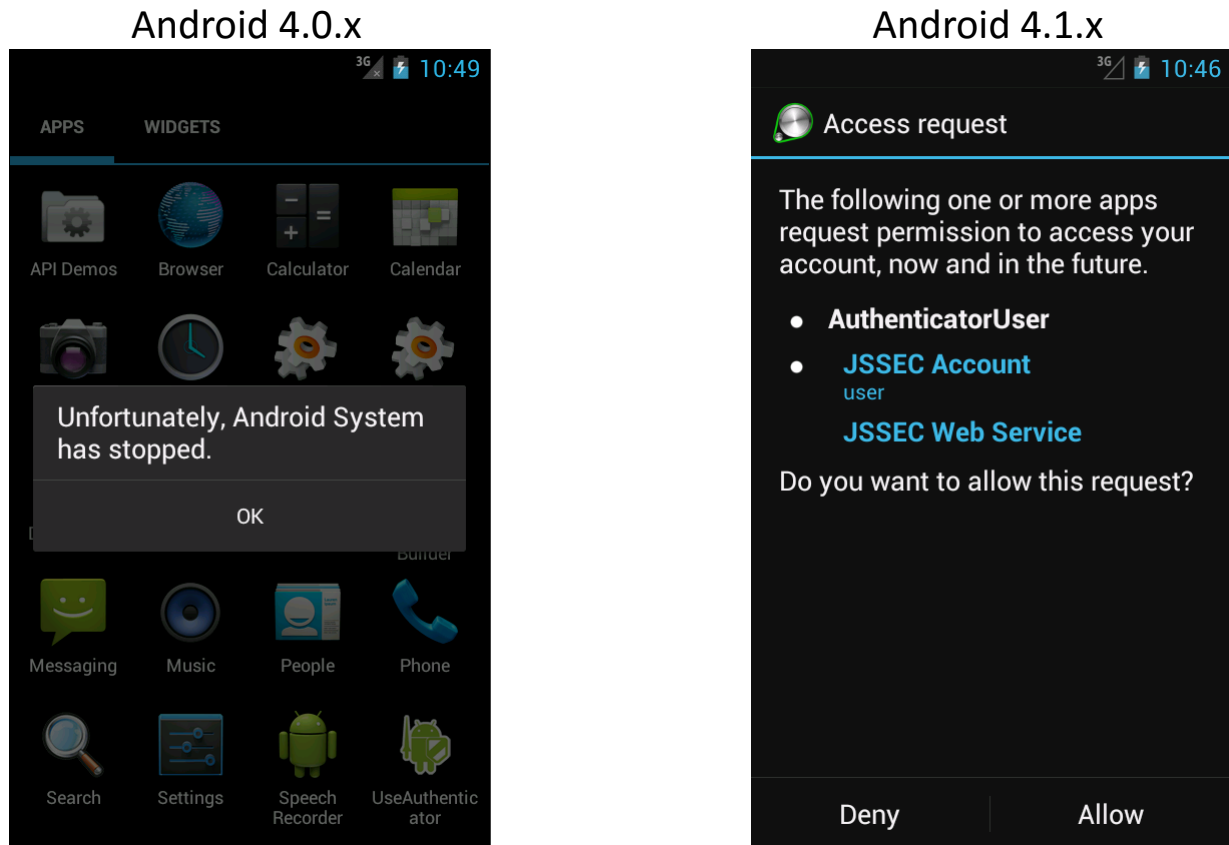 Android 4.0.x
3G
10:49
APPS WIDGETS
API Demos Browser Calculator Calendar
Unfortunately, Android System
has stopped.
OK
Builder
Messaging Music People Phone
Search Settings Speech
Recorder UseAuthentic
ator
Android 4.1.x
3G
10:46
Access request
The following one or more apps
request permission to access your
account, now and in the future.
AuthenticatorUser
JSSEC Account
user
JSSEC Web Service
Do you want to allow this request?
Deny Allow